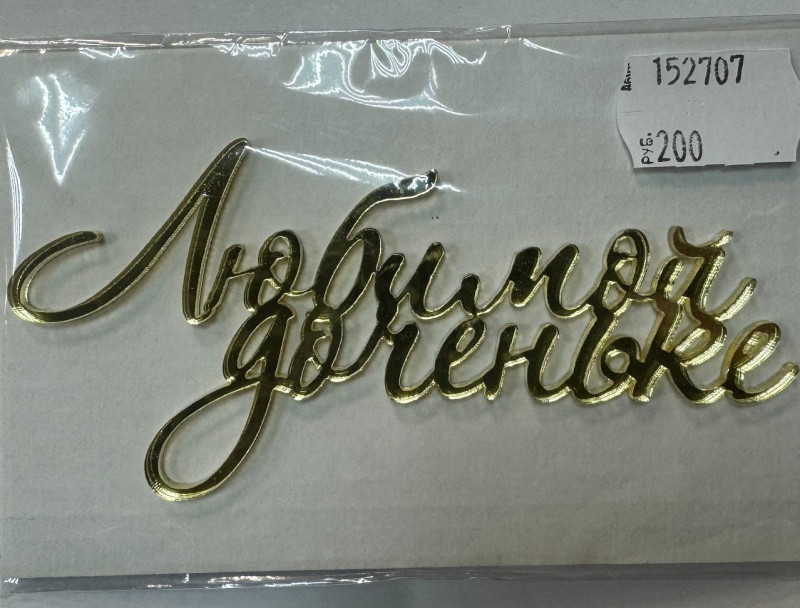 152707
РУБ. 200
Любимой
доченьке